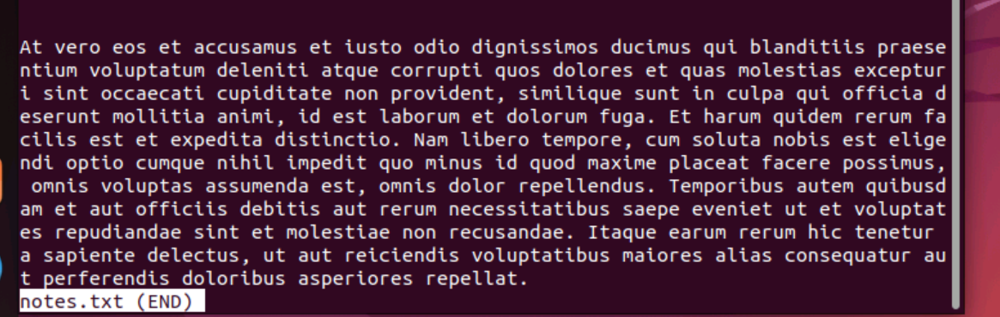 At vero eos et accusamus et iusto odio dignissimos ducimus qui blanditiis praese
ntium voluptatum deleniti atque corrupti quos dolores et quas molestias exceptur
i sint occaecati cupiditate non provident, similique sunt in culpa qui officia d
eserunt mollitia animi, id est laborum et dolorum fuga. Et harum quidem rerum fa
cilis est et expedita distinctio. Nam libero tempore, cum soluta nobis est elige
ndi optio cumque nihil impedit quo minus id quod maxime placeat facere possimus,
 omnis voluptas assumenda est, omnis dolor repellendus. Temporibus autem quibusd
am et aut officiis debitis aut rerum necessitatibus saepe eveniet ut et voluptat
es repudiandae sint et molestiae non recusandae. Itaque earum rerum hic tenetur
a sapiente delectus, ut aut reiciendis voluptatibus maiores alias consequatur au
t perferendis doloribus asperiores repellat.
notes.txt (END)